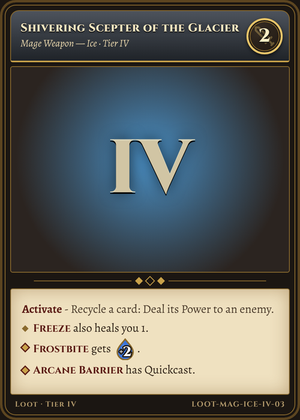 Shivering Scepter of the Glacier
2
Mage Weapon — Ice · Tier IV
IV
Activate - Recycle a card: Deal its Power to an enemy.
Freeze also heals you 1.
Frostbite gets +2 .
Arcane Barrier has Quickcast.
Loot · Tier IV
LOOT-MAG-ICE-IV-03